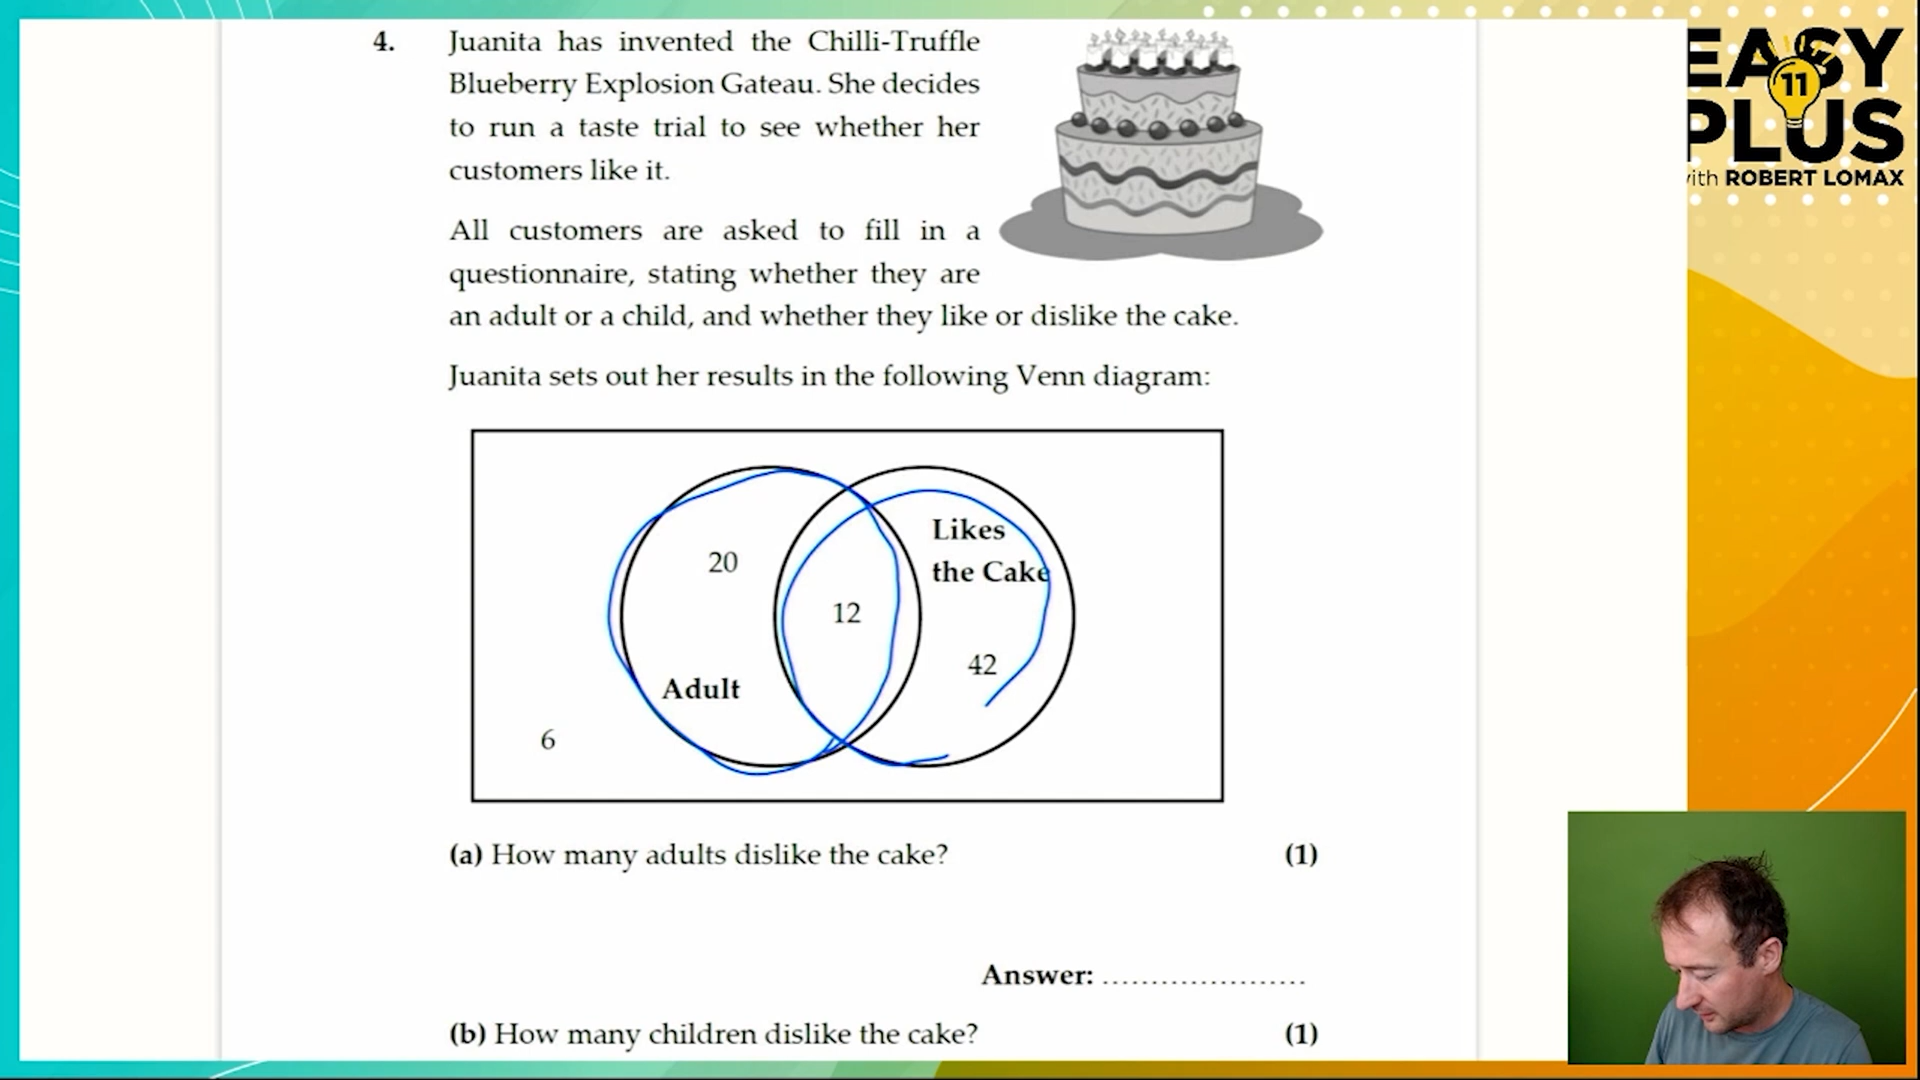 EASY
11
PLUS
with ROBERT LOMAX
4. Juanita has invented the Chilli-Truffle
Blueberry Explosion Gateau. She decides
to run a taste trial to see whether her
customers like it.
All customers are asked to fill in a
questionnaire, stating whether they are
an adult or a child, and whether they like or dislike the cake.
Juanita sets out her results in the following Venn diagram:
Likes
the Cake
20
12
42
Adult
6
(a) How many adults dislike the cake? (1)
Answer: .....................
(b) How many children dislike the cake? (1)